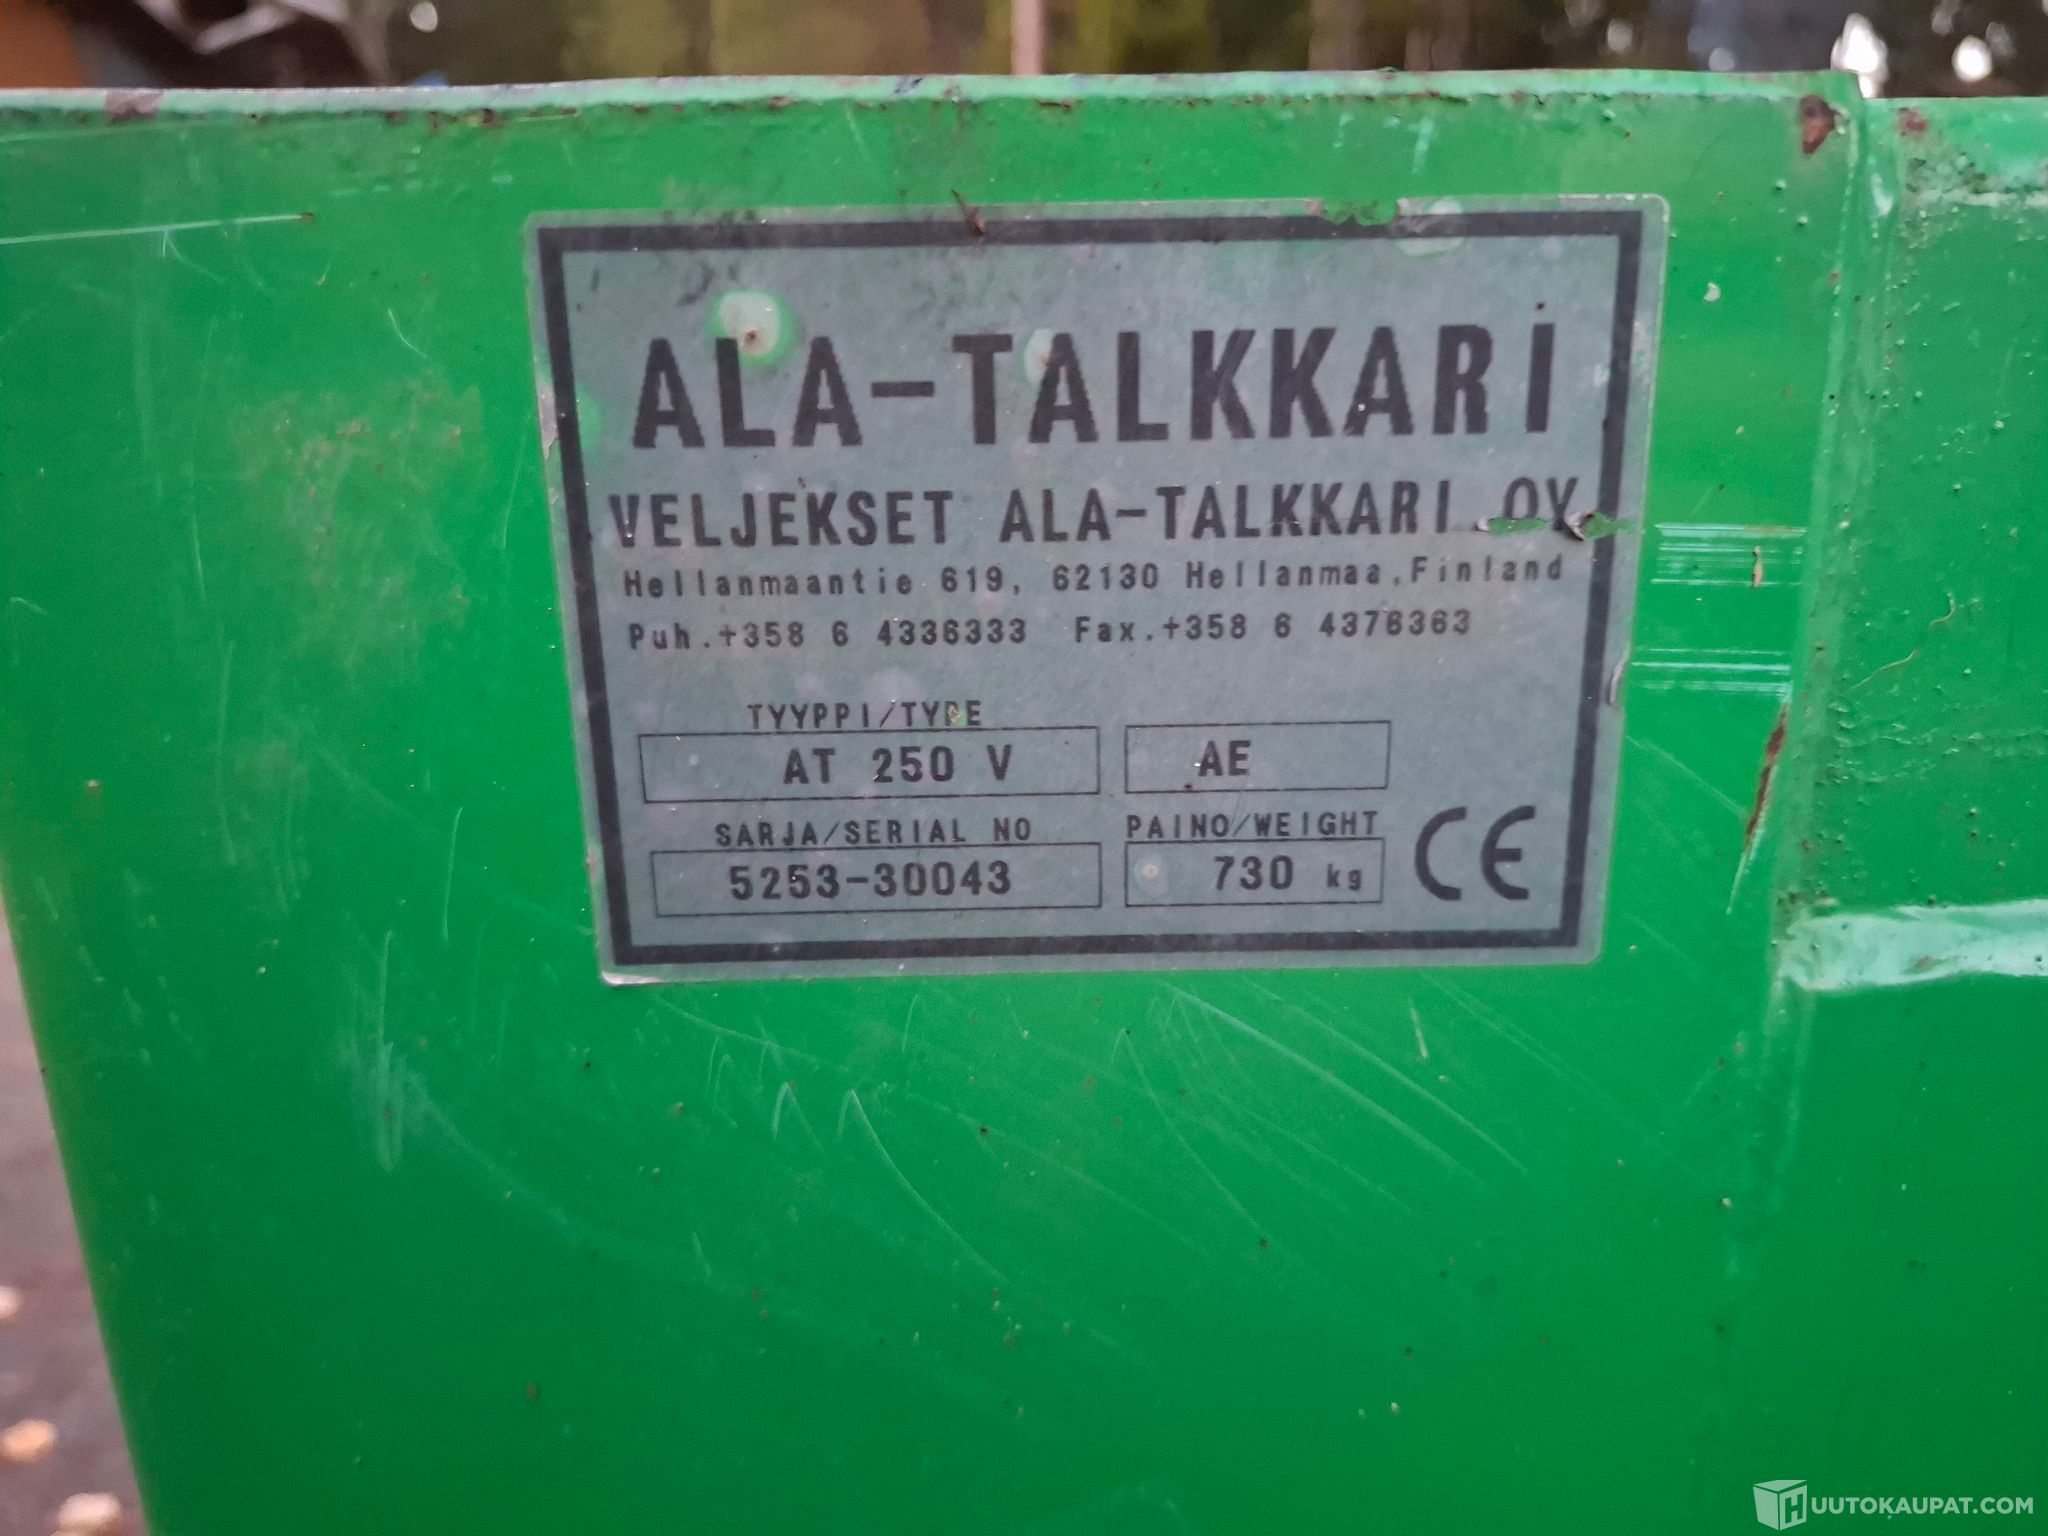 ALA-TALKKARI
VELJEKSET ALA-TALKKARI OY
Hellanmaantie 619, 62130 Hellanmaa, Finland
Puh.+358 6 4336333 Fax.+358 6 4376363
TYYPPI/TYPE
AT 250 V AE
SARJA/SERIAL NO PAINO/WEIGHT
5253-30043 730 kg CE
HUUTOKAUPAT.COM